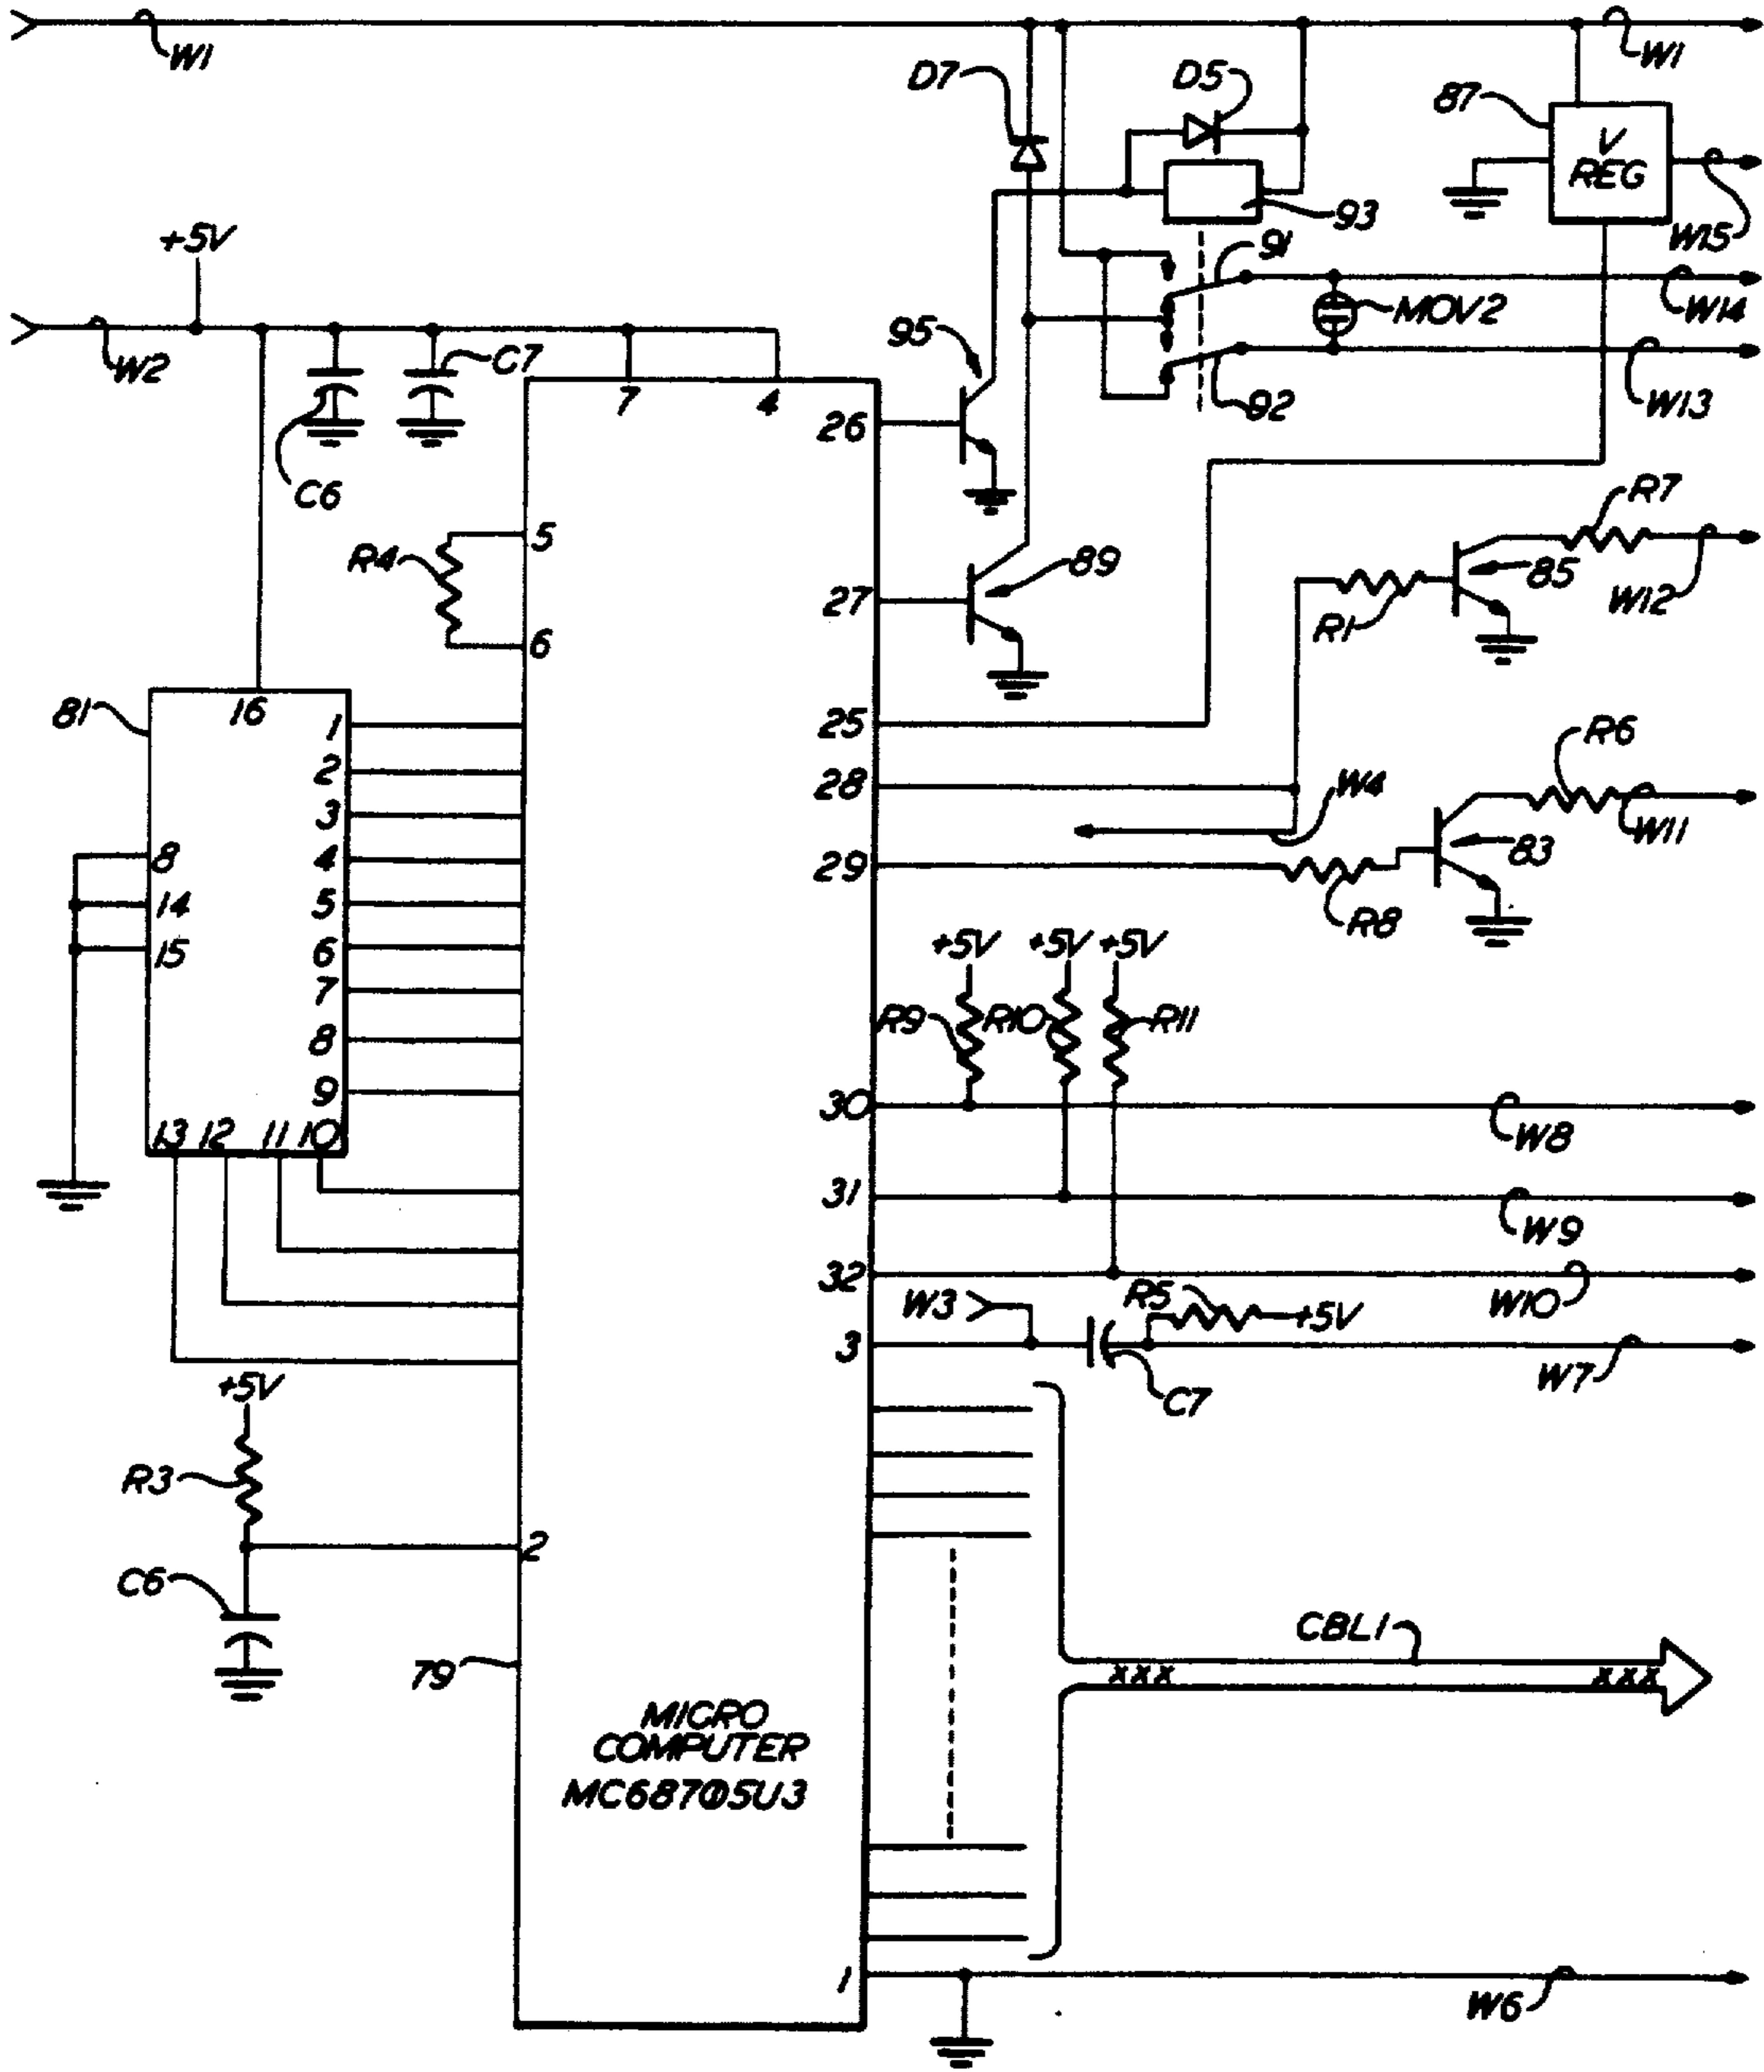 W1
W1
D7
D5
87
V
REG
93
W15
+5V
91
W14
MOV2
95
W2
C7
92
W13
7
4
26
C6
R7
5
R4
89
85
27
W12
R1
6
81
16
1
25
R6
2
28
W4
3
W11
8
4
29
83
14
5
R8
15
6
+5V
+5V
+5V
7
R9
R10
R11
8
9
30
13
12
11
10
W8
31
W9
32
W3
R5
+5V
W10
3
+5V
C7
W7
R3
2
C6
CBL1
79
XXX
XXX
MICRO
COMPUTER
MC68705U3
1
W6